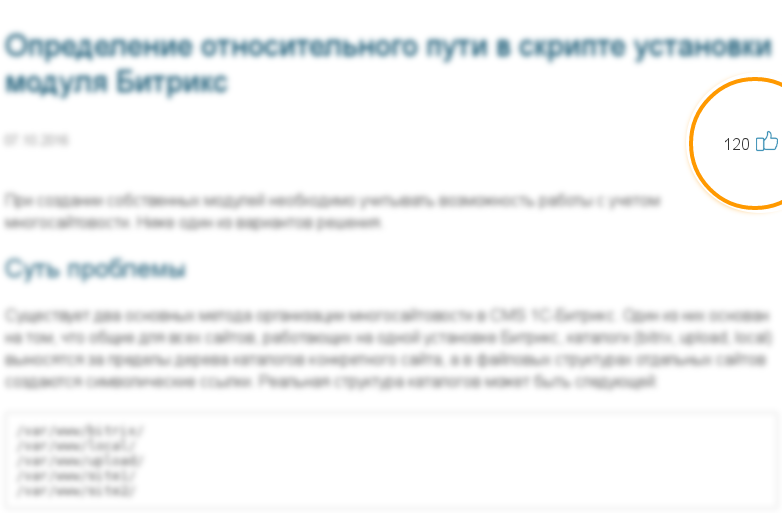 Определение относительного пути в скрипте установки
модуля Битрикс
07.10.2016
120
При создании собственных модулей необходимо учитывать возможность работы с учетом
многосайтовости. Ниже один из вариантов решения.
Суть проблемы
Существует два основных метода организации многосайтовости в CMS 1С-Битрикс. Один из них основан
на том, что общие для всех сайтов, работающих на одной установке Битрикс, каталоги (bitrix, upload, local)
выносятся за пределы дерева каталогов конкретного сайта, а в файловых структурах отдельных сайтов
создаются символические ссылки. Реальная структура каталогов может быть следующей:
/var/www/bitrix/
/var/www/local/
/var/www/upload/
/var/www/site1/
/var/www/site2/